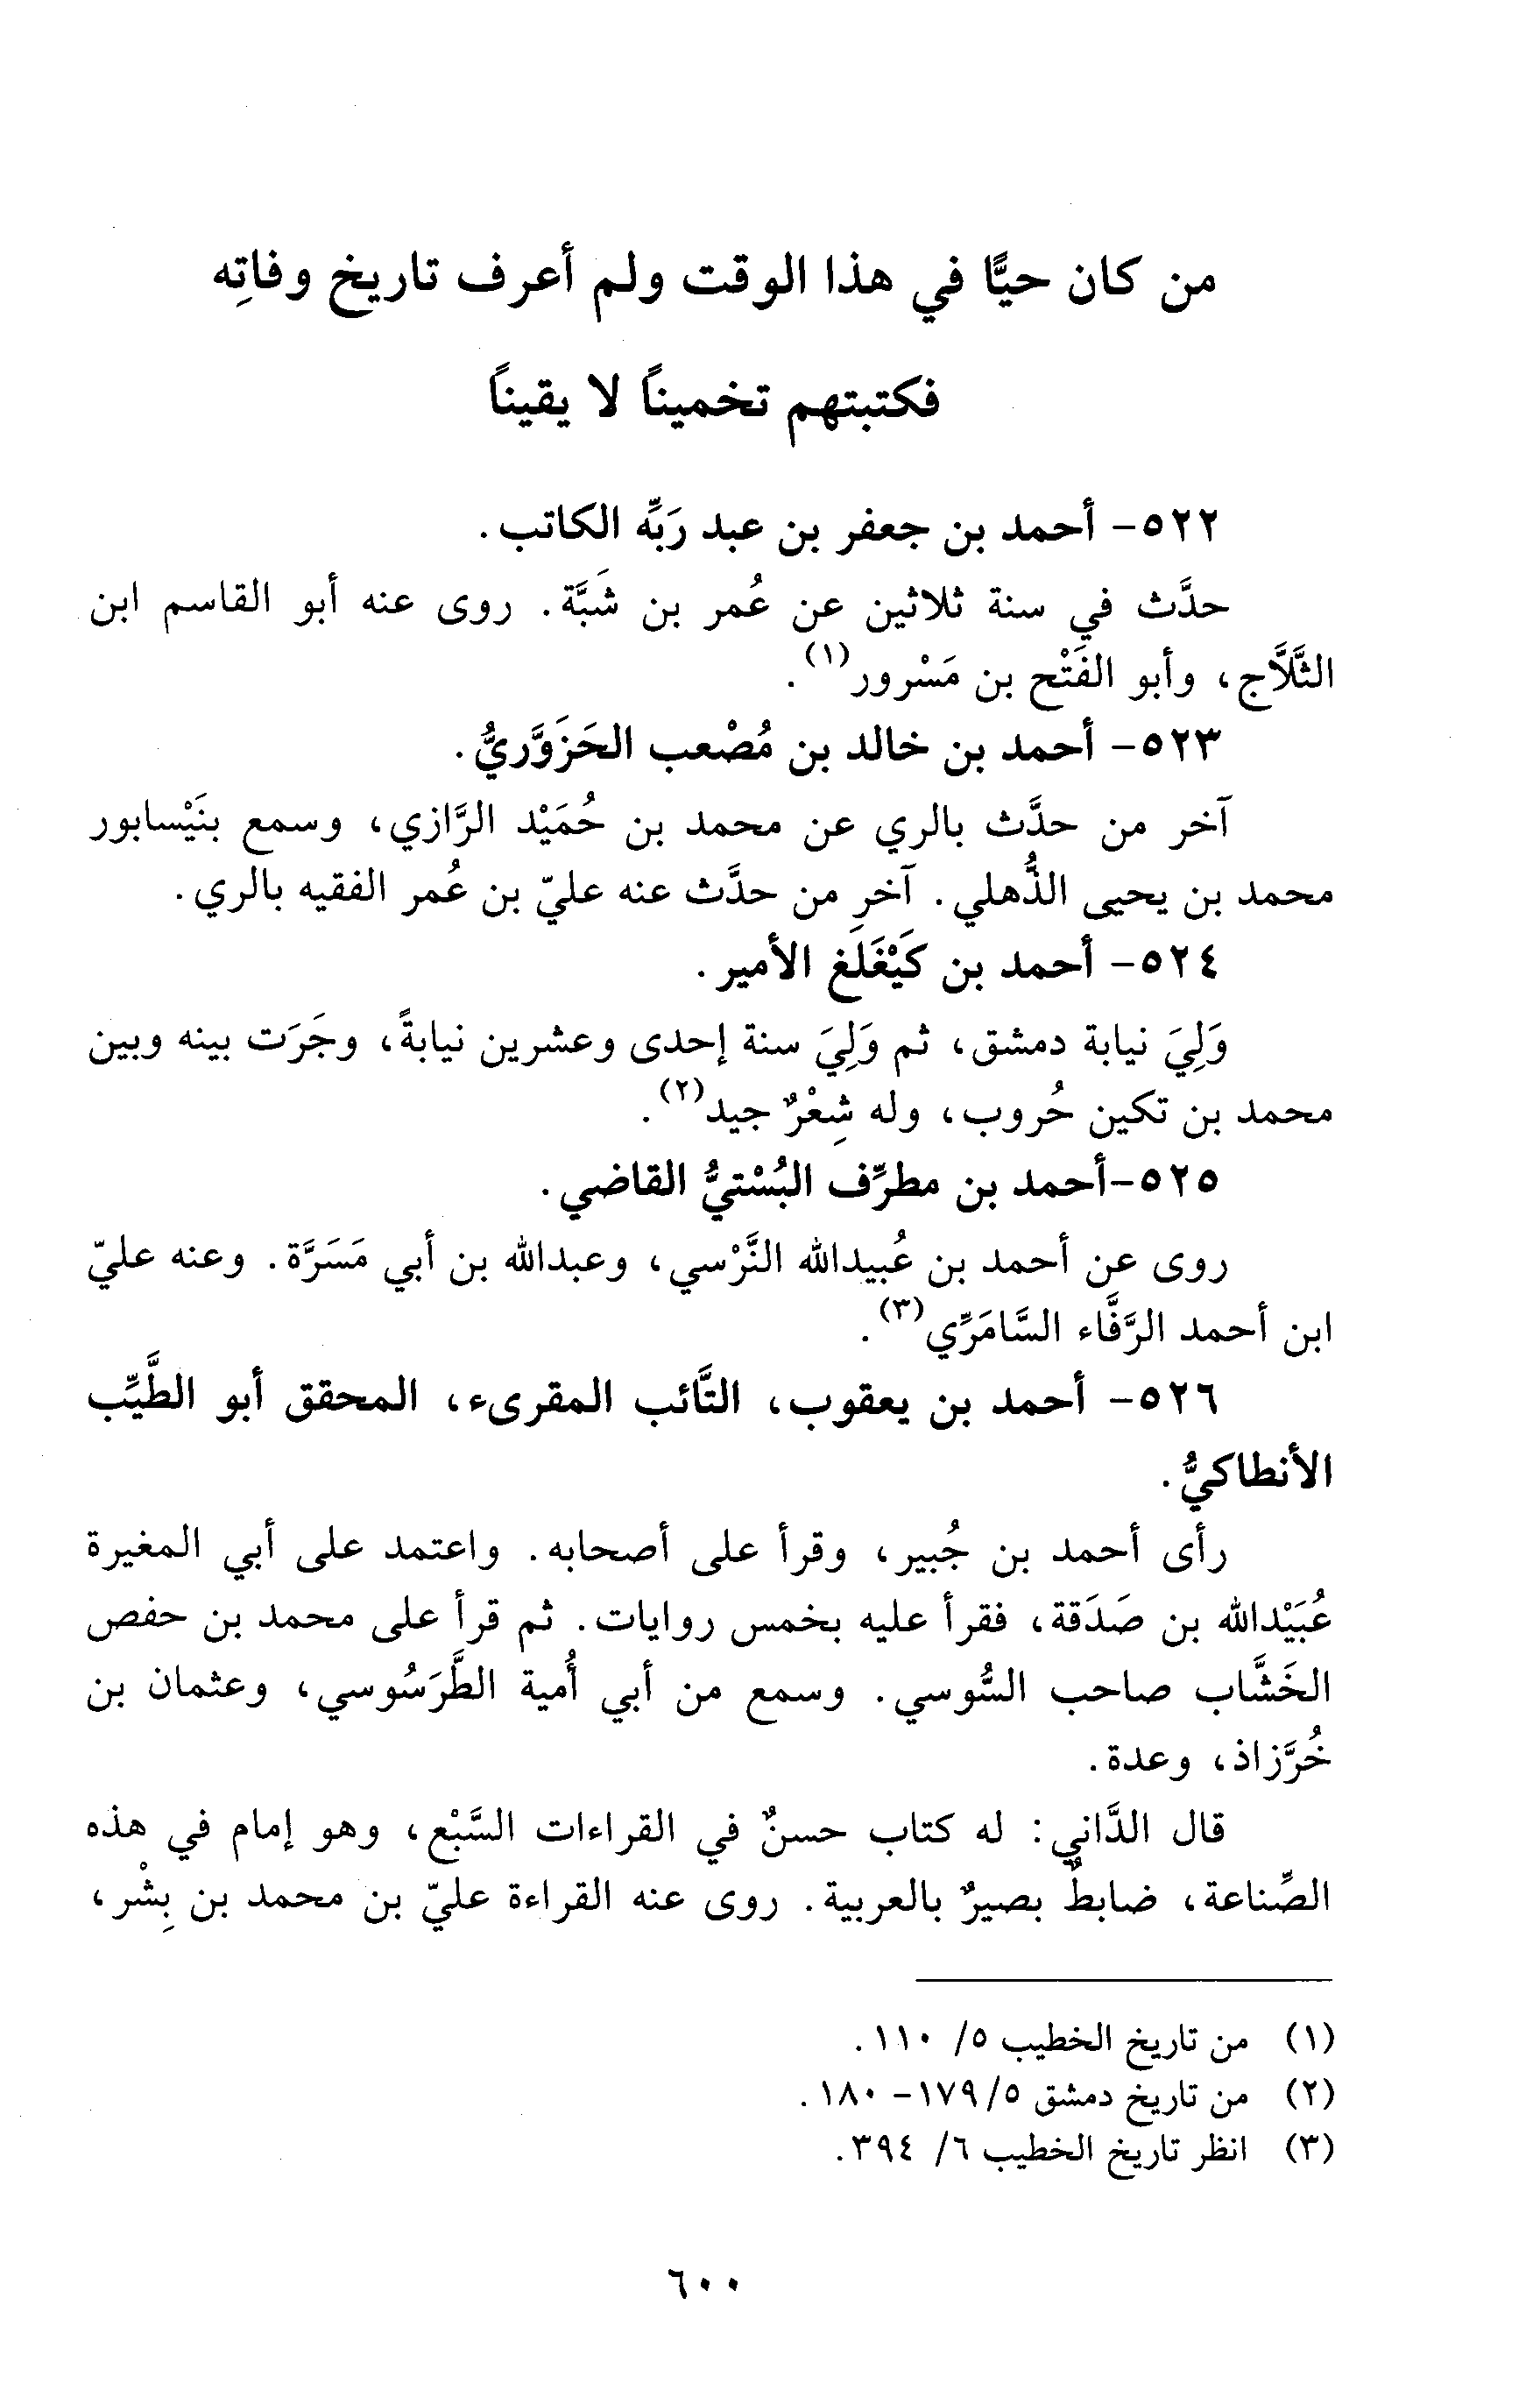 من كان حيًّا في هذا الوقت ولم أعرف تاريخ وفاتِه
فكتبتهم تخميناً لا يقيناً
٥٢٢- أحمد بن جعفر بن عبد رَبِّه الكاتب.
حدَّث في سنة ثلاثين عن عُمر بن شَبَّة. روى عنه أبو القاسم ابن
الثَّلَّاج، وأبو الفَتْح بن مَسْرور(١).
٥٢٣- أحمد بن خالد بن مُصْعب الحَزَوَّريُّ.
آخر من حدَّث بالري عن محمد بن حُمَيْد الرَّازي، وسمع بنَيْسابور
محمد بن يحيى الذُّهلي. آخر من حدَّث عنه عليّ بن عُمر الفقيه بالري.
٥٢٤- أحمد بن كَيْغَلَغ الأمير.
وَلِيَ نيابة دمشق، ثم وَلِيَ سنة إحدى وعشرين نيابةً، وجَرَت بينه وبين
محمد بن تكين حُروب، وله شِعْرٌ جيد(٢).
٥٢٥-أحمد بن مطرِّف البُسْتيُّ القاضي.
روى عن أحمد بن عُبيدالله النَّرْسي، وعبدالله بن أبي مَسَرَّة. وعنه عليّ
ابن أحمد الرَّفَّاء السَّامَرِّي(٣).
٥٢٦- أحمد بن يعقوب، التَّائب المقرىء، المحقق أبو الطَّيِّب
الأنطاكيُّ.
رأى أحمد بن جُبير، وقرأ على أصحابه. واعتمد على أبي المغيرة
عُبَيْدالله بن صَدَقة، فقرأ عليه بخمس روايات. ثم قرأ على محمد بن حفص
الخَشَّاب صاحب السُّوسي. وسمع من أبي أُمية الطَّرَسُوسي، وعثمان بن
خُرَّزاذ، وعدة.
قال الدَّاني: له كتاب حسنٌ في القراءات السَّبْع، وهو إمام في هذه
الصِّناعة، ضابطٌ بصيرٌ بالعربية. روى عنه القراءة عليّ بن محمد بن بِشْر،
(١) من تاريخ الخطيب ٥/ ١١٠.
(٢) من تاريخ دمشق ٥/ ١٧٩- ١٨٠.
(٣) انظر تاريخ الخطيب ٦/ ٣٩٤.
٦٠٠